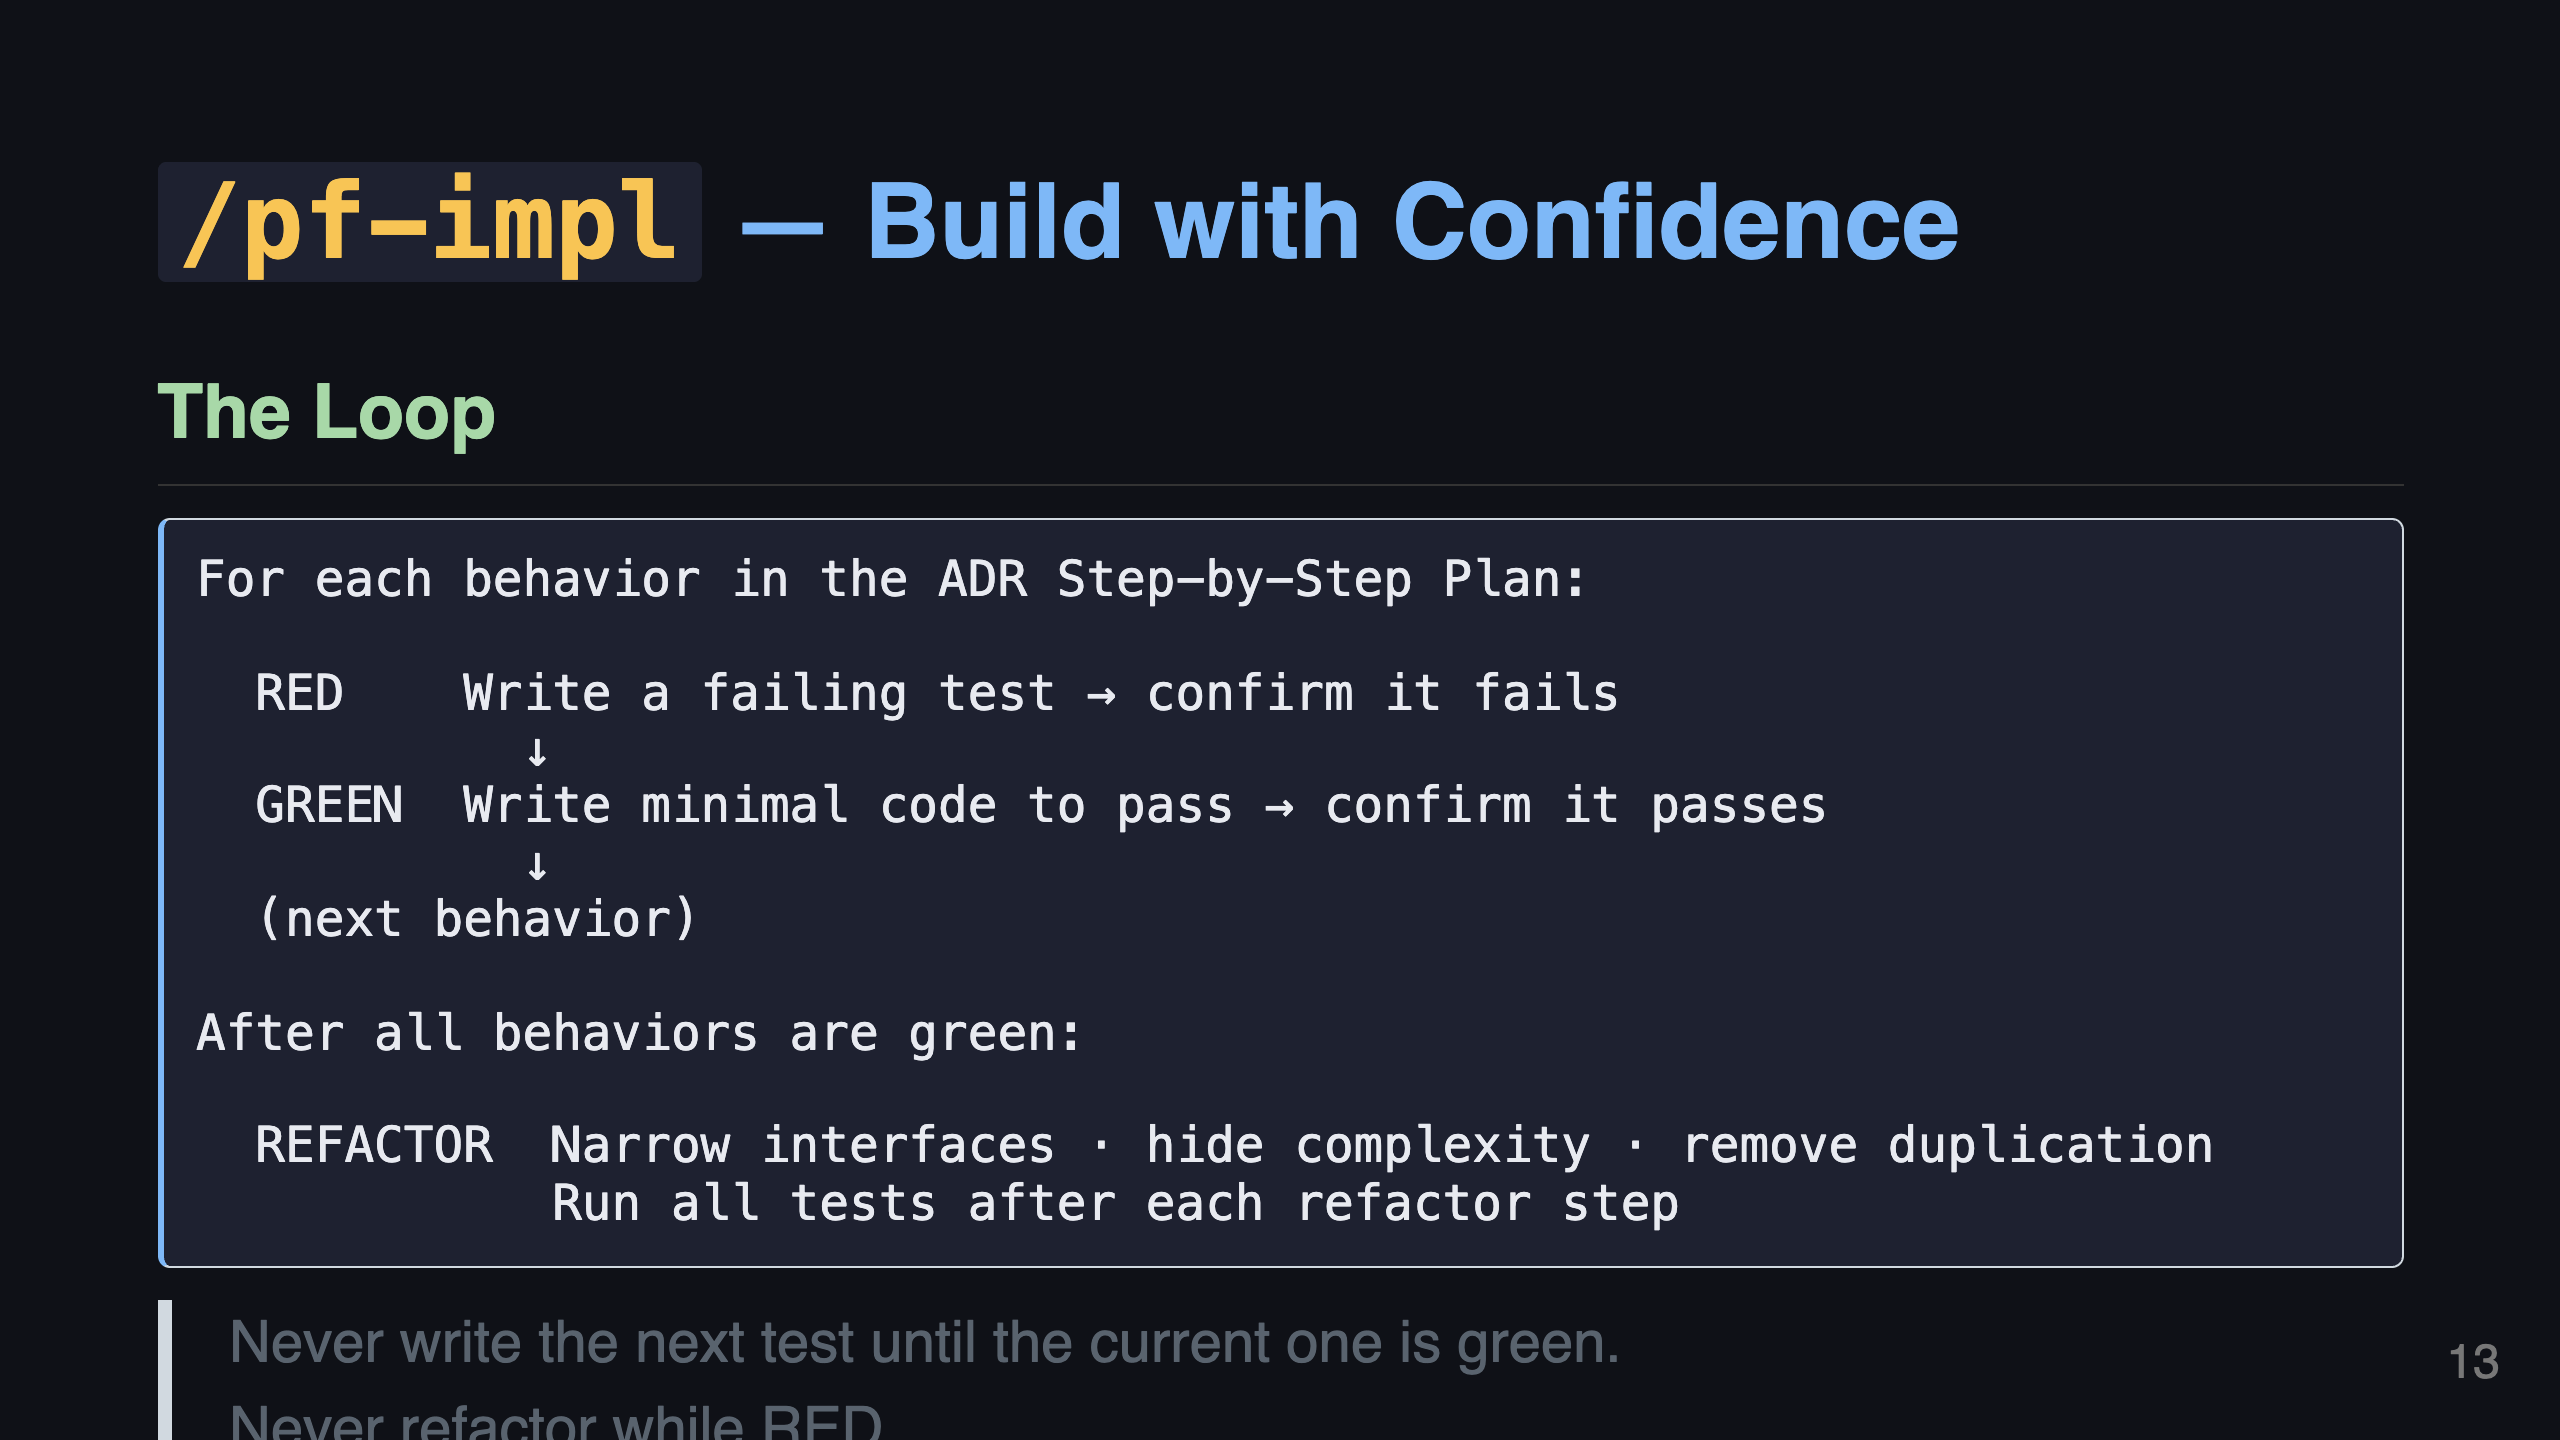 /pf-impl — Build with Confidence
The Loop
For each behavior in the ADR Step-by-Step Plan:
RED    Write a failing test → confirm it fails
↓
GREEN  Write minimal code to pass → confirm it passes
↓
(next behavior)
After all behaviors are green:
REFACTOR  Narrow interfaces · hide complexity · remove duplication
Run all tests after each refactor step
Never write the next test until the current one is green.
Never refactor while RED
13